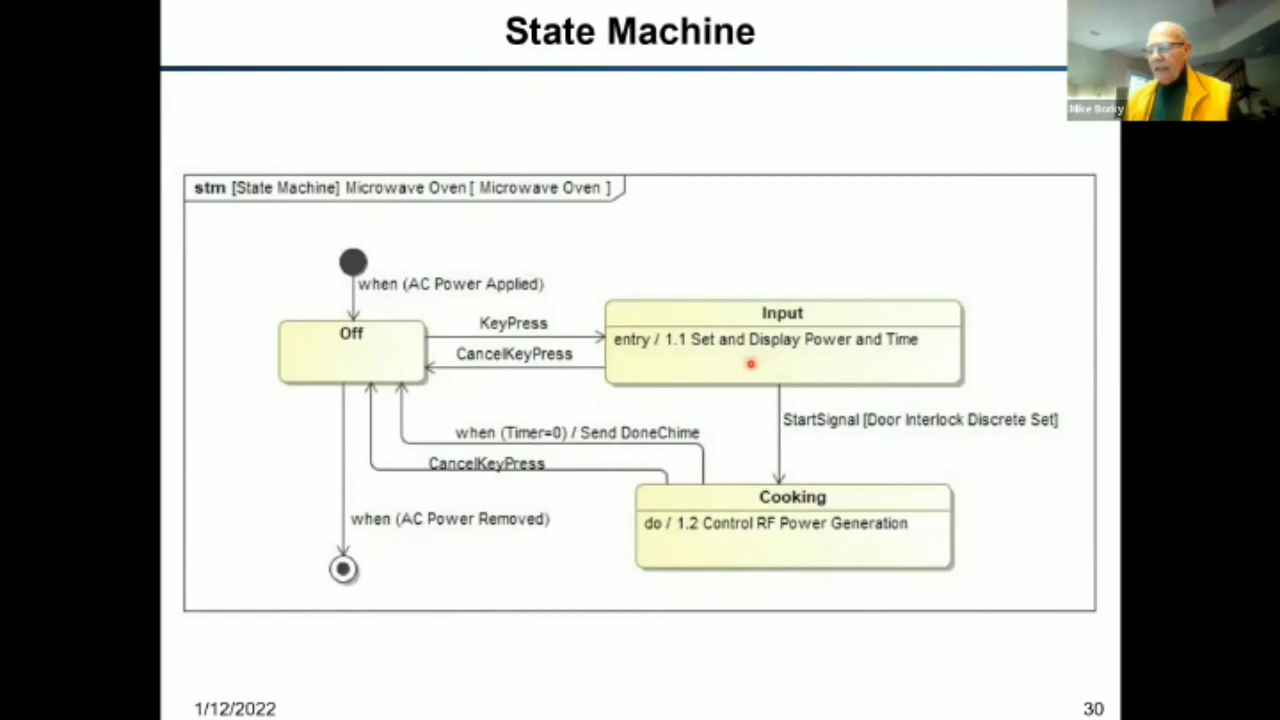 State Machine
Mike Borky
stm [State Machine] Microwave Oven [ Microwave Oven ]
when (AC Power Applied)
Off
KeyPress
CancelKeyPress
Input
entry / 1.1 Set and Display Power and Time
StartSignal [Door Interlock Discrete Set]
when (Timer=0) / Send DoneChime
CancelKeyPress
Cooking
do / 1.2 Control RF Power Generation
when (AC Power Removed)
1/12/2022
30